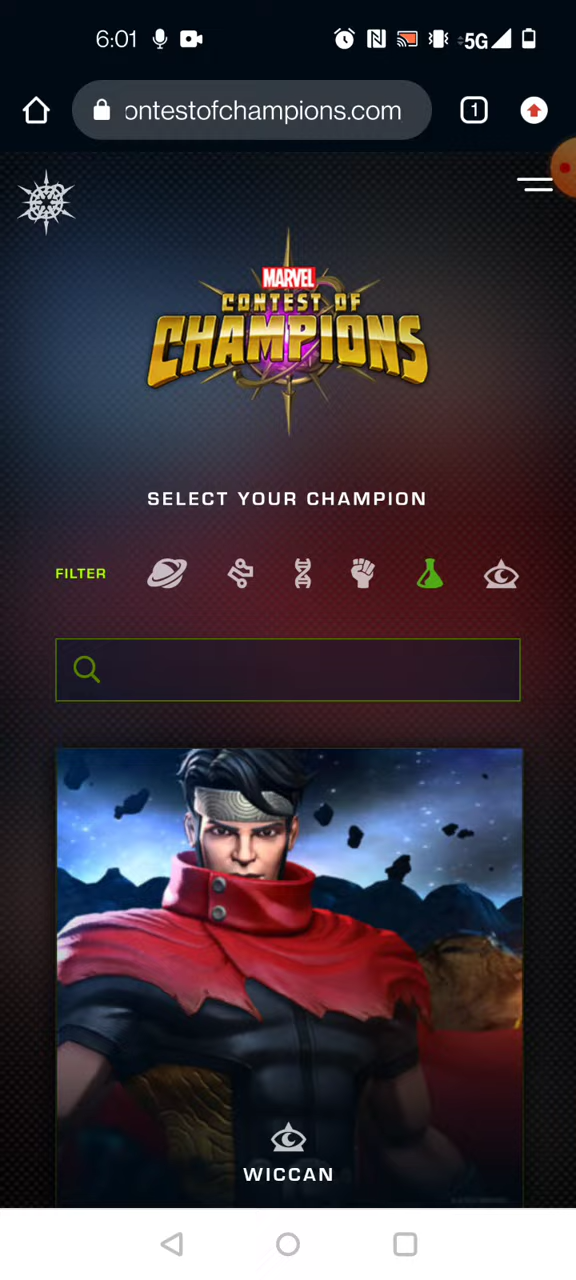 6:01
5G
ontestofchampions.com
1
MARVEL
CONTEST OF
CHAMPIONS
SELECT YOUR CHAMPION
FILTER
WICCAN